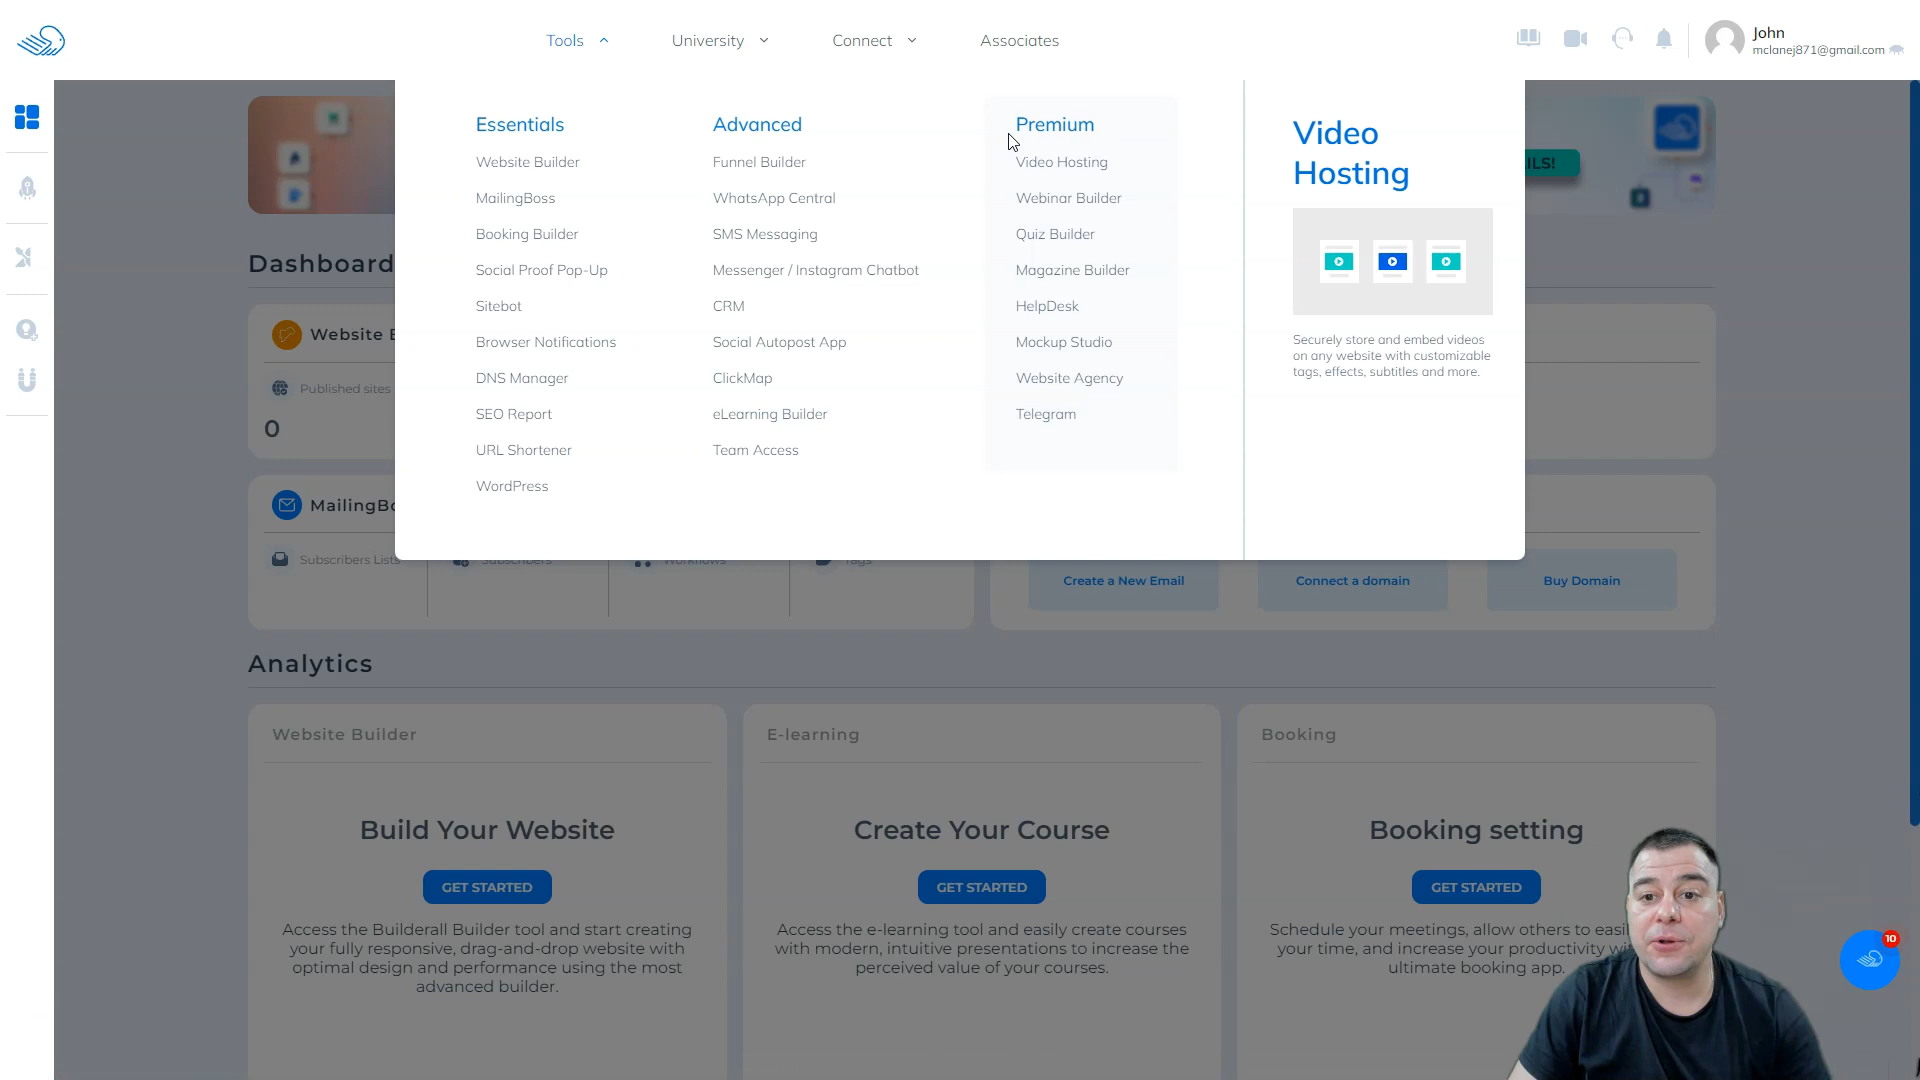 Tools
University
Connect
Associates
John
mclanej871@gmail.com
Essentials
Website Builder
MailingBoss
Booking Builder
Social Proof Pop-Up
Sitebot
Browser Notifications
DNS Manager
SEO Report
URL Shortener
WordPress
Advanced
Funnel Builder
WhatsApp Central
SMS Messaging
Messenger / Instagram Chatbot
CRM
Social Autopost App
ClickMap
eLearning Builder
Team Access
Premium
Video Hosting
Webinar Builder
Quiz Builder
Magazine Builder
HelpDesk
Mockup Studio
Website Agency
Telegram
Video
Hosting
Securely store and embed videos
on any website with customizable
tags, effects, subtitles and more.
ILS!
Dashboard
Website B
Published sites
0
MailingBo
Subscribers Lists
Subscribers
Workflows
Tags
Create a New Email
Connect a domain
Buy Domain
Analytics
Website Builder
Build Your Website
GET STARTED
Access the Builderall Builder tool and start creating
your fully responsive, drag-and-drop website with
optimal design and performance using the most
advanced builder.
E-learning
Create Your Course
GET STARTED
Access the e-learning tool and easily create courses
with modern, intuitive presentations to increase the
perceived value of your courses.
Booking
Booking setting
GET STARTED
Schedule your meetings, allow others to easi
your time, and increase your productivity wi
ultimate booking app.
10